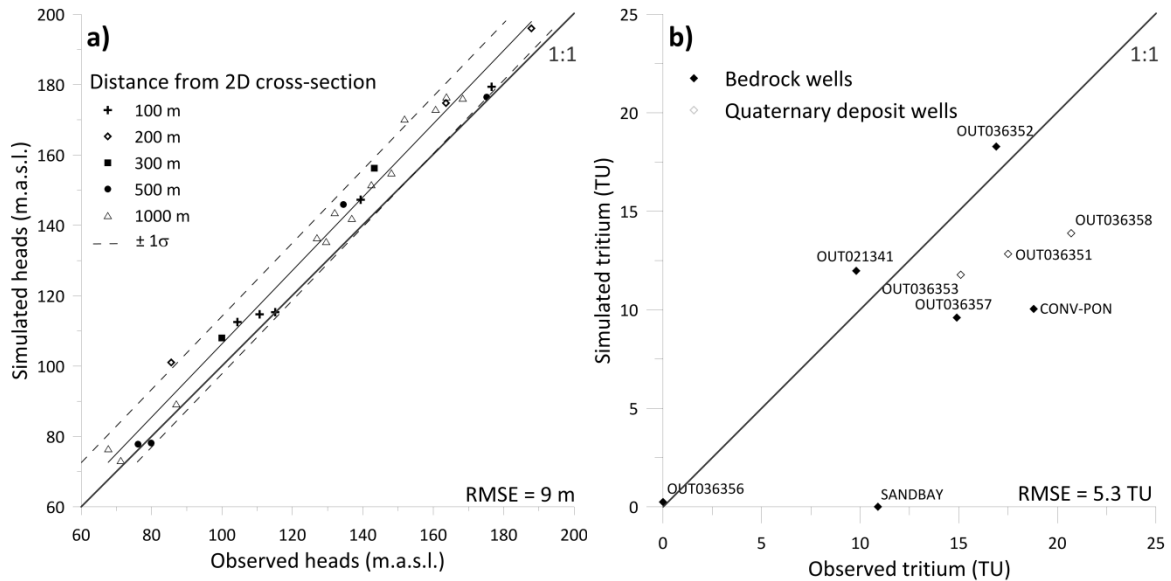 a)
Distance from 2D cross-section
100 m
200 m
300 m
500 m
1000 m
± 1σ
1:1
RMSE = 9 m
200
180
160
140
120
100
80
60
60
80
100
120
140
160
180
200
Simulated heads (m.a.s.l.)
Observed heads (m.a.s.l.)
b)
Bedrock wells
Quaternary deposit wells
1:1
OUT036352
OUT036358
OUT021341
OUT036351
OUT036353
OUT036357
CONV-PON
OUT036356
SANDBAY
RMSE = 5.3 TU
25
20
15
10
5
0
0
5
10
15
20
25
Simulated tritium (TU)
Observed tritium (TU)